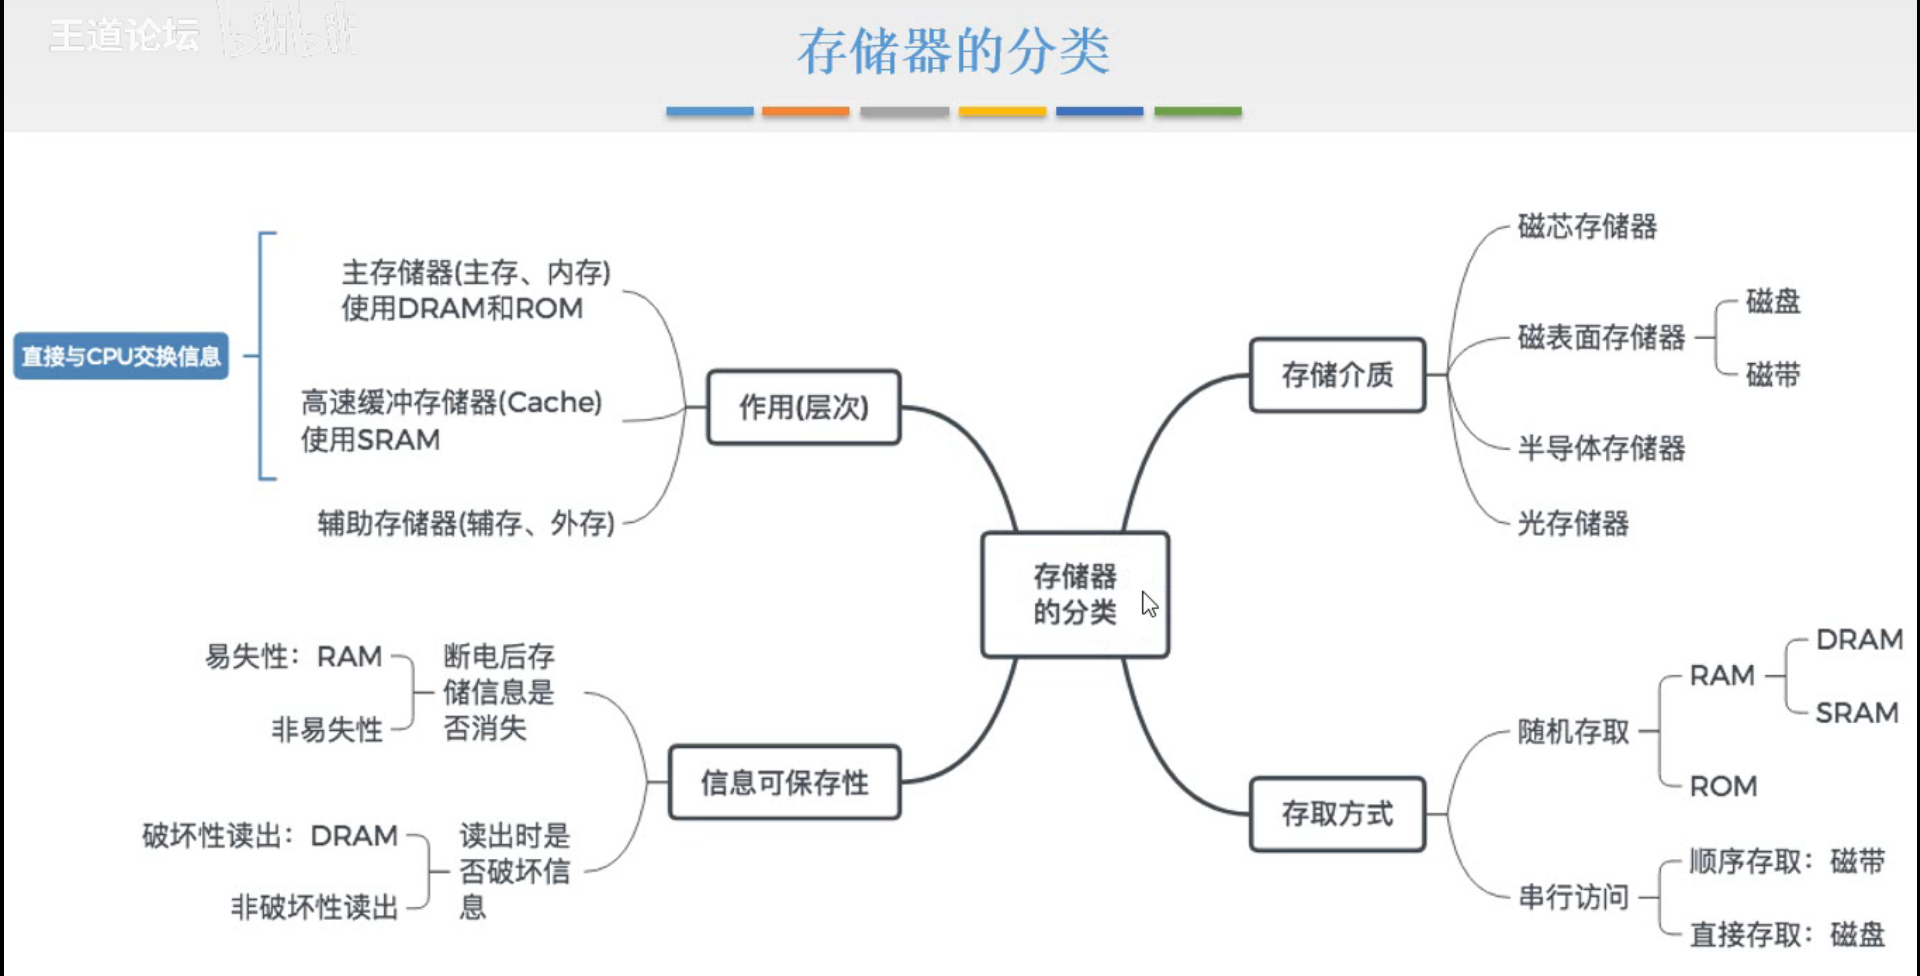 王道论坛 bilibili
存储器的分类
直接与CPU交换信息
主存储器(主存、内存)
使用DRAM和ROM
高速缓冲存储器(Cache)
使用SRAM
辅助存储器(辅存、外存)
作用(层次)
存储介质
磁芯存储器
磁表面存储器
磁盘
磁带
半导体存储器
光存储器
存储器
的分类
易失性：RAM
非易失性
断电后存
储信息是
否消失
信息可保存性
破坏性读出：DRAM
非破坏性读出
读出时是
否破坏信
息
存取方式
随机存取
RAM
DRAM
SRAM
ROM
串行访问
顺序存取：磁带
直接存取：磁盘